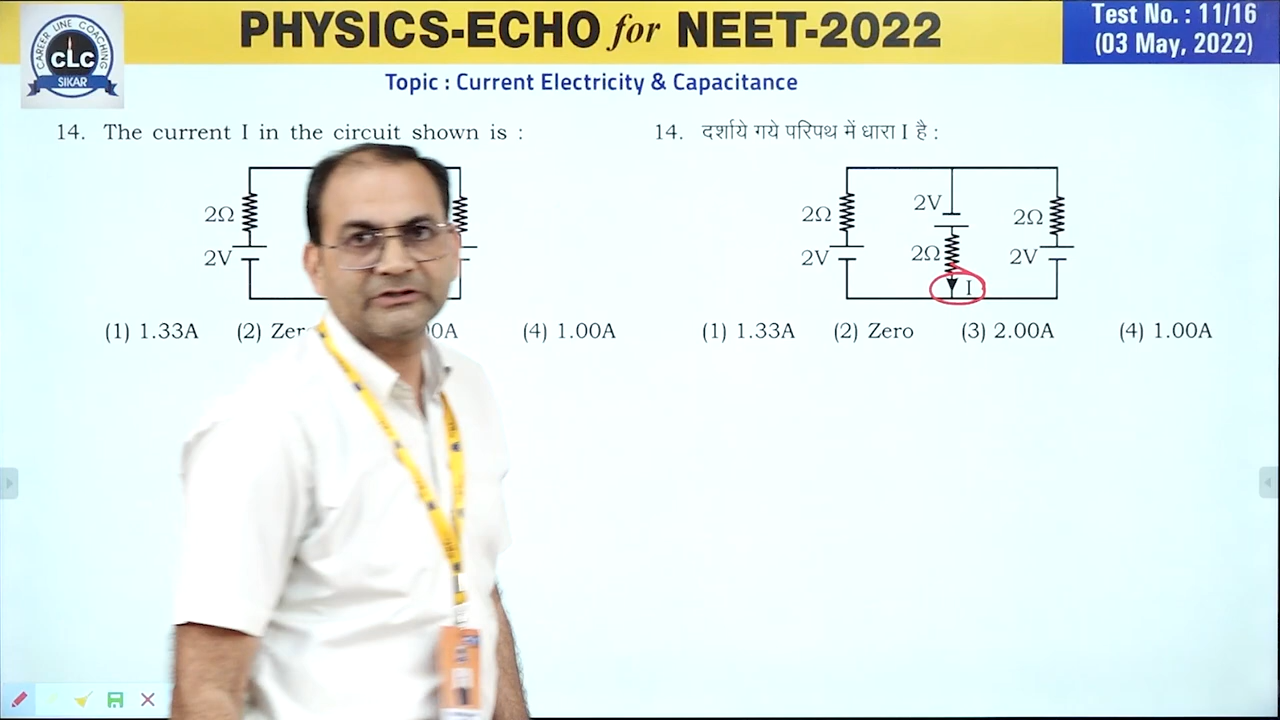 PHYSICS-ECHO for NEET-2022
Test No. : 11/16
(03 May, 2022)
CAREER LINE COACHING
CLC
SIKAR
Topic : Current Electricity & Capacitance
14. The current I in the circuit shown is :
2Ω
2V
(1) 1.33A (2) Zer 00A (4) 1.00A
14. दर्शाये गये परिपथ में धारा I है :
2V
2Ω 2Ω
2Ω
2V 2V
I
(1) 1.33A (2) Zero (3) 2.00A (4) 1.00A